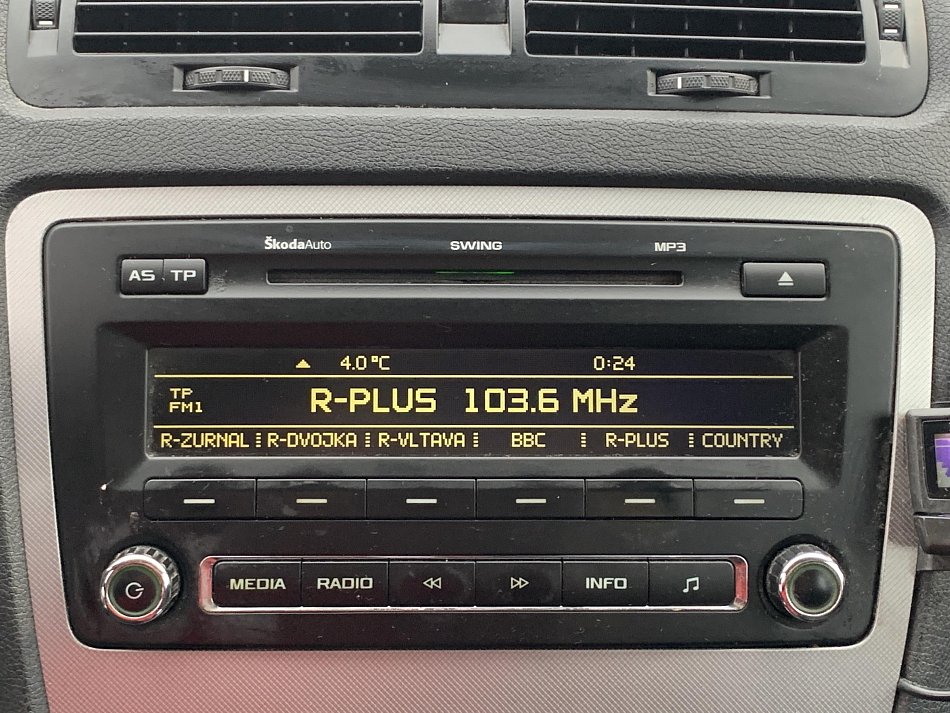 ŠkodaAuto SWING MP3
AS TP
4.0 °C 0:24
TP
FM1
R-PLUS 103.6 MHz
R-ZURNAL R-DVOJKA R-VLTAVA BBC R-PLUS COUNTRY
MEDIA RADIO INFO